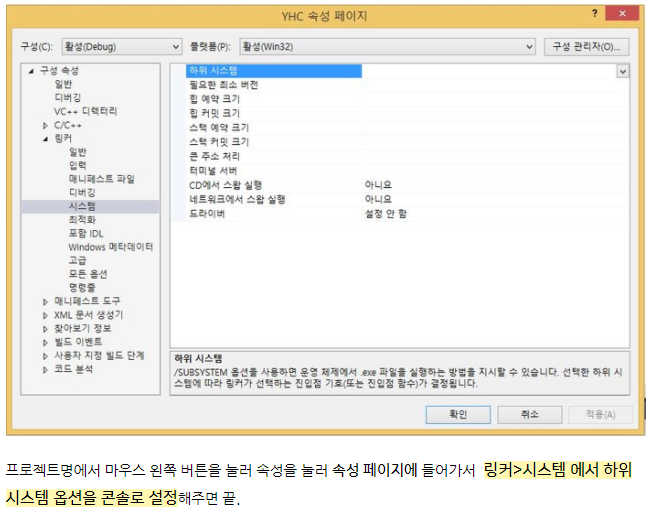 YHC 속성 페이지
? ×
구성(C): 활성(Debug) 플랫폼(P): 활성(Win32) 구성 관리자(O)...
구성 속성
일반
디버깅
VC++ 디렉터리
C/C++
링커
일반
입력
매니페스트 파일
디버깅
시스템
최적화
포함 IDL
Windows 메타데이터
고급
모든 옵션
명령줄
매니페스트 도구
XML 문서 생성기
찾아보기 정보
빌드 이벤트
사용자 지정 빌드 단계
코드 분석
하위 시스템
필요한 최소 버전
힙 예약 크기
힙 커밋 크기
스택 예약 크기
스택 커밋 크기
큰 주소 처리
터미널 서버
CD에서 스왑 실행 아니요
네트워크에서 스왑 실행 아니요
드라이버 설정 안 함
하위 시스템
/SUBSYSTEM 옵션을 사용하면 운영 체제에서 .exe 파일을 실행하는 방법을 지시할 수 있습니다. 선택한 하위 시
스템에 따라 링커가 선택하는 진입점 기호(또는 진입점 함수)가 결정됩니다.
확인 취소 적용(A)
프로젝트명에서 마우스 왼쪽 버튼을 눌러 속성을 눌러 속성 페이지에 들어가서 링커>시스템 에서 하위
시스템 옵션을 콘솔로 설정해주면 끝.